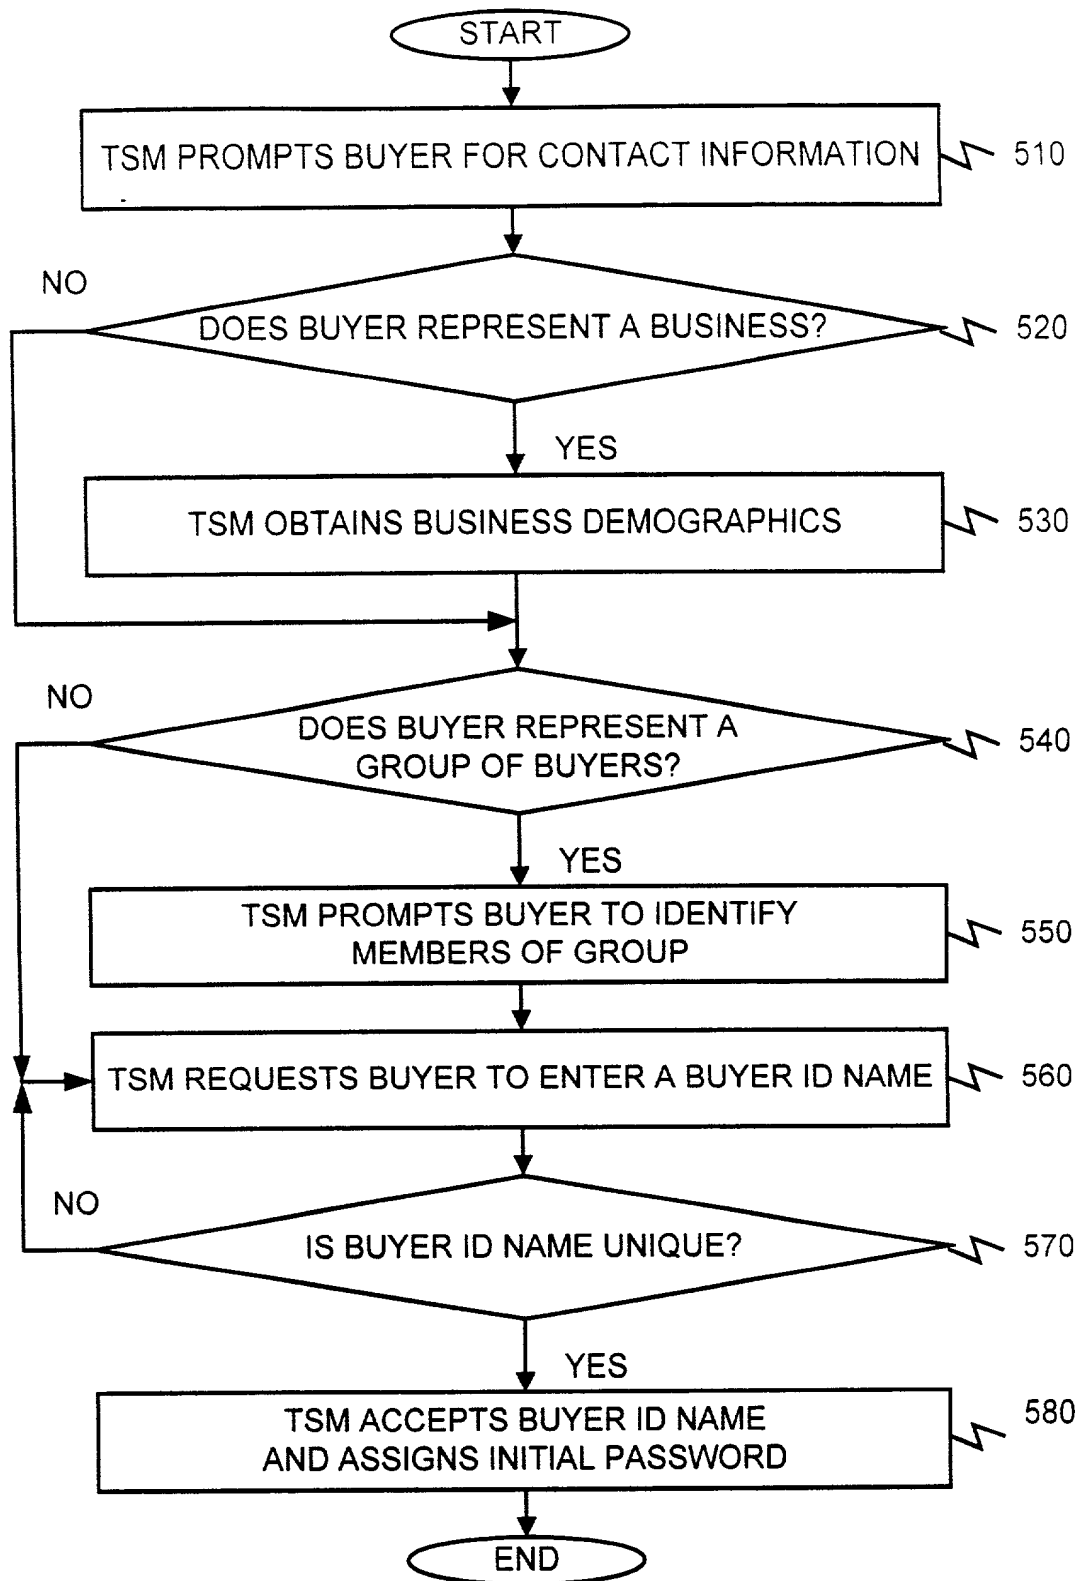 START
TSM PROMPTS BUYER FOR CONTACT INFORMATION
510
NO
DOES BUYER REPRESENT A BUSINESS?
520
YES
TSM OBTAINS BUSINESS DEMOGRAPHICS
530
NO
DOES BUYER REPRESENT A
GROUP OF BUYERS?
540
YES
TSM PROMPTS BUYER TO IDENTIFY
MEMBERS OF GROUP
550
TSM REQUESTS BUYER TO ENTER A BUYER ID NAME
560
NO
IS BUYER ID NAME UNIQUE?
570
YES
TSM ACCEPTS BUYER ID NAME
AND ASSIGNS INITIAL PASSWORD
580
END